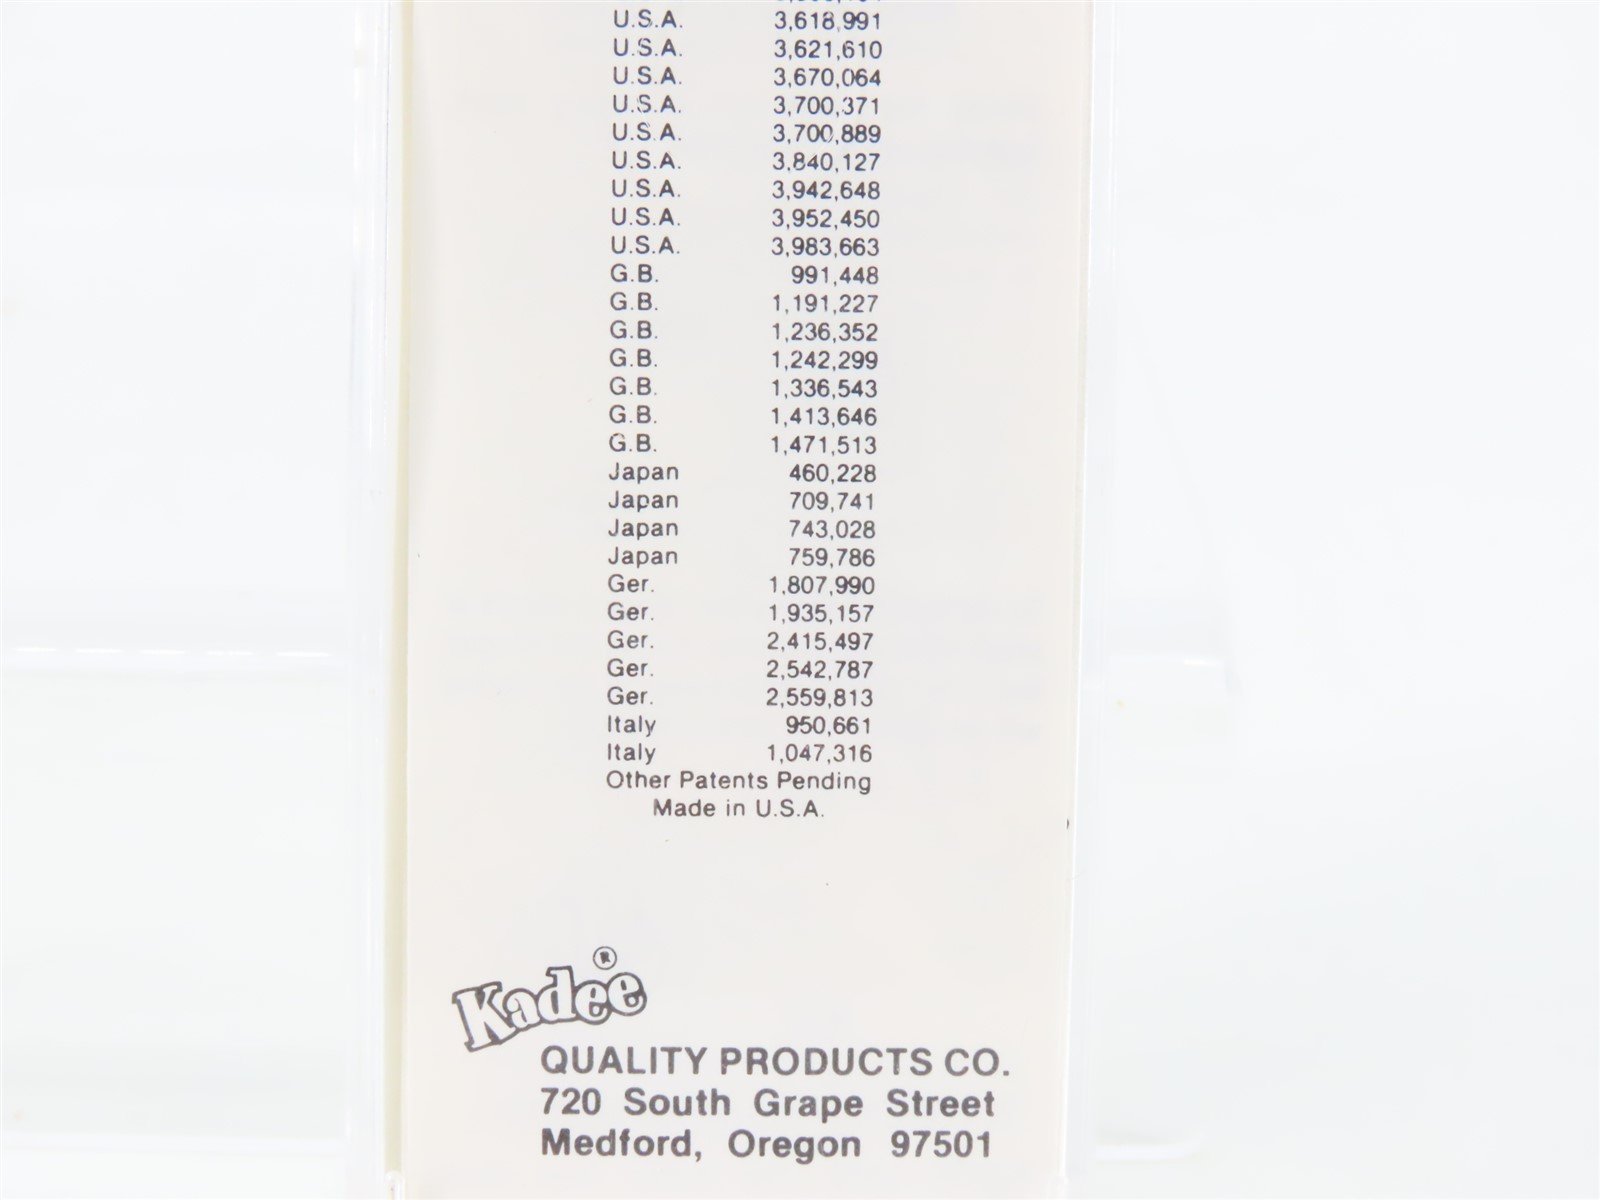 U.S.A. 3,618,991
U.S.A. 3,621,610
U.S.A. 3,670,064
U.S.A. 3,700,371
U.S.A. 3,700,889
U.S.A. 3,840,127
U.S.A. 3,942,648
U.S.A. 3,952,450
U.S.A. 3,983,663
G.B. 991,448
G.B. 1,191,227
G.B. 1,236,352
G.B. 1,242,299
G.B. 1,336,543
G.B. 1,413,646
G.B. 1,471,513
Japan 460,228
Japan 709,741
Japan 743,028
Japan 759,786
Ger. 1,807,990
Ger. 1,935,157
Ger. 2,415,497
Ger. 2,542,787
Ger. 2,559,813
Italy 950,661
Italy 1,047,316
Other Patents Pending
Made in U.S.A.
Kadee ®
QUALITY PRODUCTS CO.
720 South Grape Street
Medford, Oregon 97501